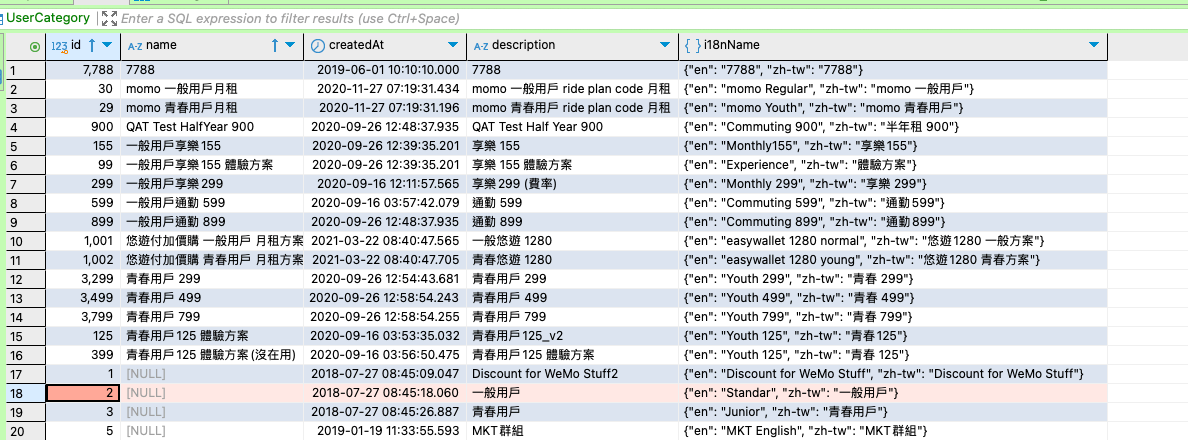 UserCategory Enter a SQL expression to filter results (use Ctrl+Space)
123 id A-Z name createdAt A-Z description { } i18nName
1 7,788 7788 2019-06-01 10:10:10.000 7788 {"en": "7788", "zh-tw": "7788"}
2 30 momo 一般用戶月租 2020-11-27 07:19:31.434 momo 一般用戶 ride plan code 月租 {"en": "momo Regular", "zh-tw": "momo 一般用戶"}
3 29 momo 青春用戶月租 2020-11-27 07:19:31.196 momo 青春用戶 ride plan code 月租 {"en": "momo Youth", "zh-tw": "momo 青春用戶"}
4 900 QAT Test HalfYear 900 2020-09-26 12:48:37.935 QAT Test Half Year 900 {"en": "Commuting 900", "zh-tw": "半年租 900"}
5 155 一般用戶享樂155 2020-09-26 12:39:35.201 享樂 155 {"en": "Monthly155", "zh-tw": "享樂155"}
6 99 一般用戶享樂 155 體驗方案 2020-09-26 12:39:35.201 享樂 155 體驗方案 {"en": "Experience", "zh-tw": "體驗方案"}
7 299 一般用戶享樂 299 2020-09-16 12:11:57.565 享樂 299 (費率) {"en": "Monthly 299", "zh-tw": "享樂 299"}
8 599 一般用戶通勤 599 2020-09-16 03:57:42.079 通勤 599 {"en": "Commuting 599", "zh-tw": "通勤599"}
9 899 一般用戶通勤 899 2020-09-26 12:48:37.935 通勤 899 {"en": "Commuting 899", "zh-tw": "通勤899"}
10 1,001 悠遊付加價購 一般用戶 月租方案 2021-03-22 08:40:47.565 一般悠遊 1280 {"en": "easywallet 1280 normal", "zh-tw": "悠遊1280 一般方案"}
11 1,002 悠遊付加價購 青春用戶 月租方案 2021-03-22 08:40:47.705 青春悠遊 1280 {"en": "easywallet 1280 young", "zh-tw": "悠遊1280 青春方案"}
12 3,299 青春用戶 299 2020-09-26 12:54:43.681 青春用戶 299 {"en": "Youth 299", "zh-tw": "青春 299"}
13 3,499 青春用戶 499 2020-09-26 12:58:54.243 青春用戶 499 {"en": "Youth 499", "zh-tw": "青春 499"}
14 3,799 青春用戶 799 2020-09-26 12:58:54.255 青春用戶 799 {"en": "Youth 799", "zh-tw": "青春 799"}
15 125 青春用戶125 體驗方案 2020-09-16 03:53:35.032 青春用戶125_v2 {"en": "Youth 125", "zh-tw": "青春125"}
16 399 青春用戶125 體驗方案 (沒在用) 2020-09-16 03:56:50.475 青春用戶125 體驗方案 {"en": "Youth 125", "zh-tw": "青春 125"}
17 1 [NULL] 2018-07-27 08:45:09.047 Discount for WeMo Stuff2 {"en": "Discount for WeMo Stuff", "zh-tw": "Discount for WeMo Stuff"}
18 2 [NULL] 2018-07-27 08:45:18.060 一般用戶 {"en": "Standar", "zh-tw": "一般用戶"}
19 3 [NULL] 2018-07-27 08:45:26.887 青春用戶 {"en": "Junior", "zh-tw": "青春用戶"}
20 5 [NULL] 2019-01-19 11:33:55.593 MKT群組 {"en": "MKT English", "zh-tw": "MKT群組"}